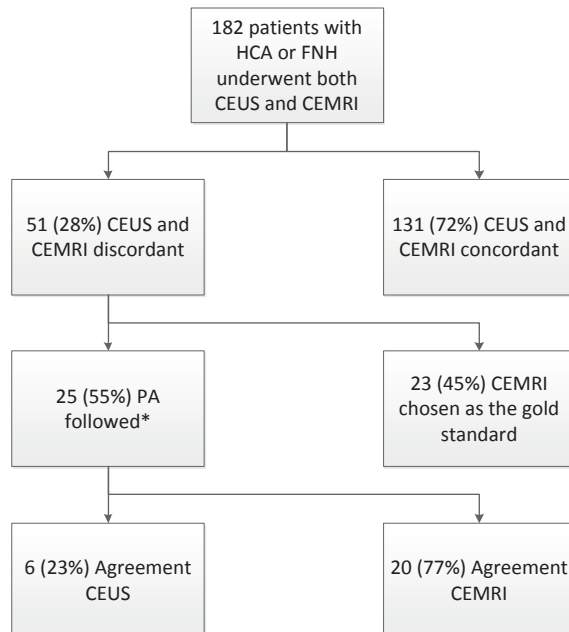 182 patients with
HCA or FNH
underwent both
CEUS and CEMRI
51 (28%) CEUS and
CEMRI discordant
131 (72%) CEUS and
CEMRI concordant
25 (55%) PA
followed*
23 (45%) CEMRI
chosen as the gold
standard
6 (23%) Agreement
CEUS
20 (77%) Agreement
CEMRI